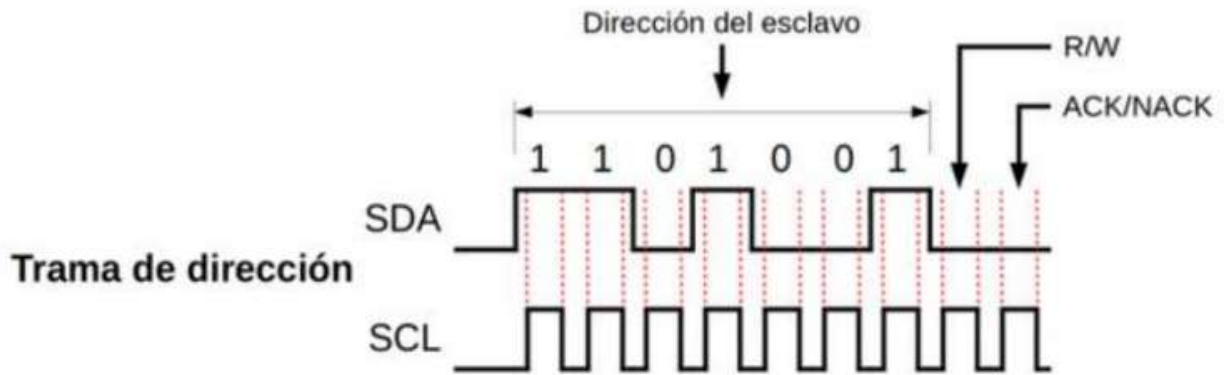 Dirección del esclavo
R/W
ACK/NACK
1 1 0 1 0 0 1
SDA
Trama de dirección
SCL